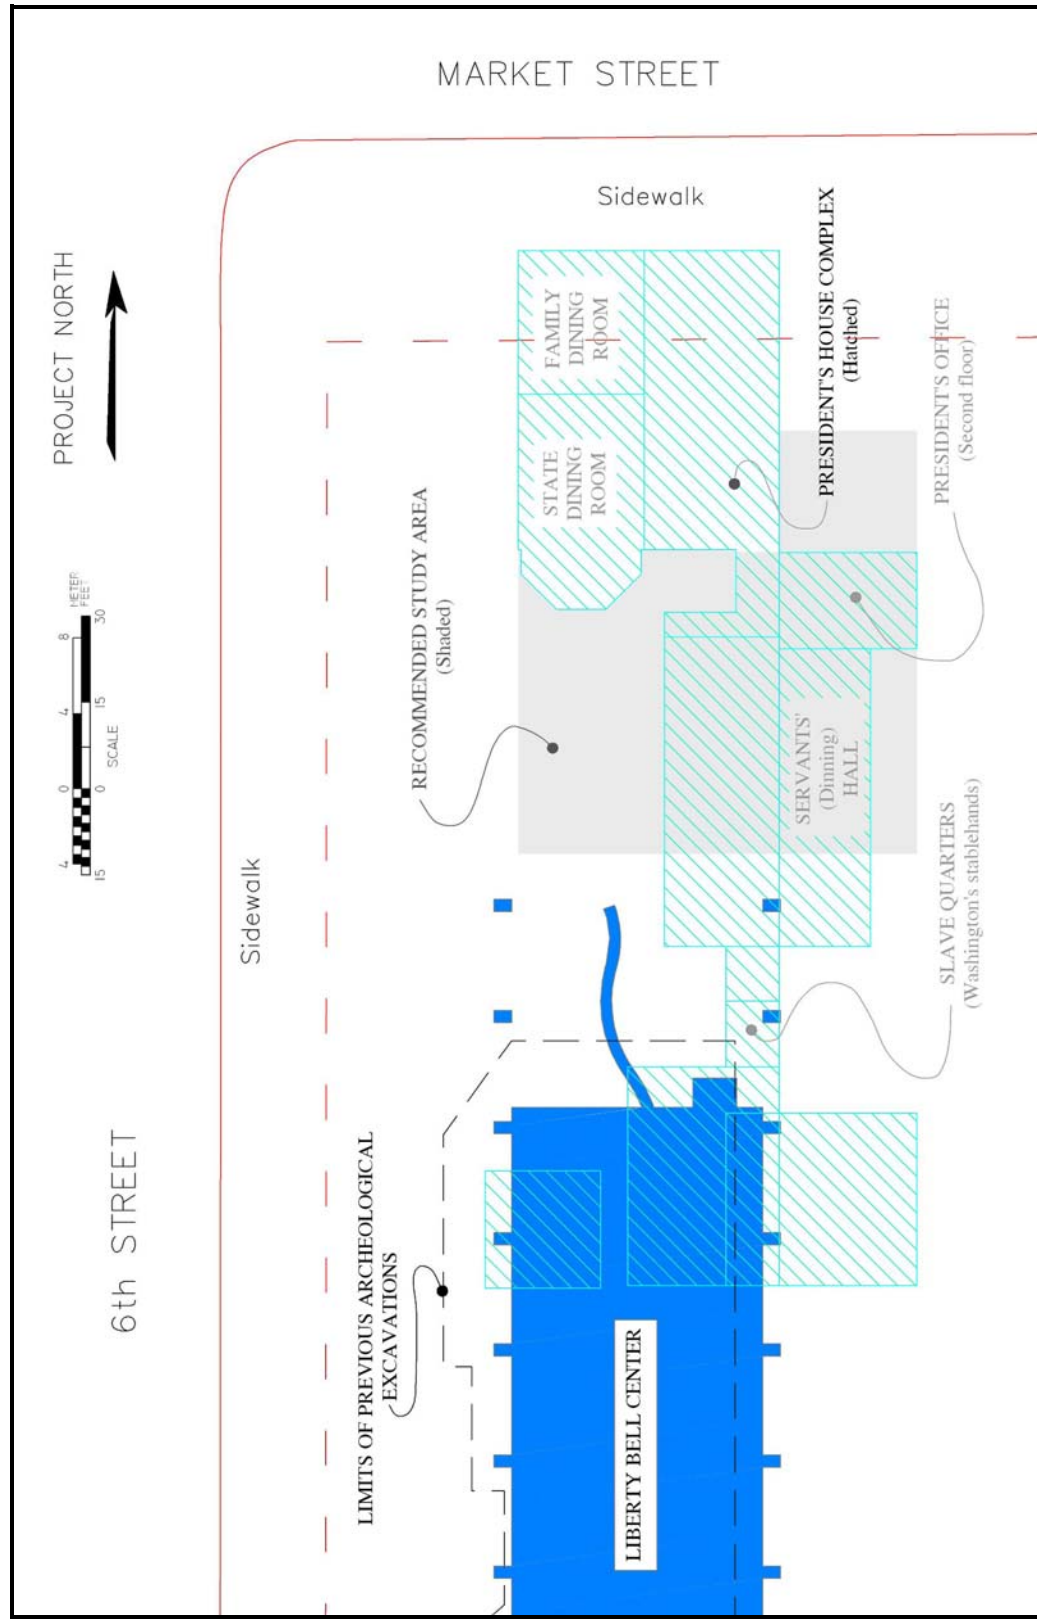 MARKET STREET
Sidewalk
PROJECT NORTH
FAMILY
DINING
ROOM
PRESIDENT'S HOUSE COMPLEX
(Hatched)
PRESIDENT'S OFFICE
(Second floor)
STATE
DINING
ROOM
RECOMMENDED STUDY AREA
(Shaded)
METER
FEET
4 0 4 8
15 0 15 30
SCALE
SERVANTS'
(Dinning)
HALL
SLAVE QUARTERS
(Washington's stablehands)
Sidewalk
6th STREET
LIMITS OF PREVIOUS ARCHEOLOGICAL
EXCAVATIONS
LIBERTY BELL CENTER